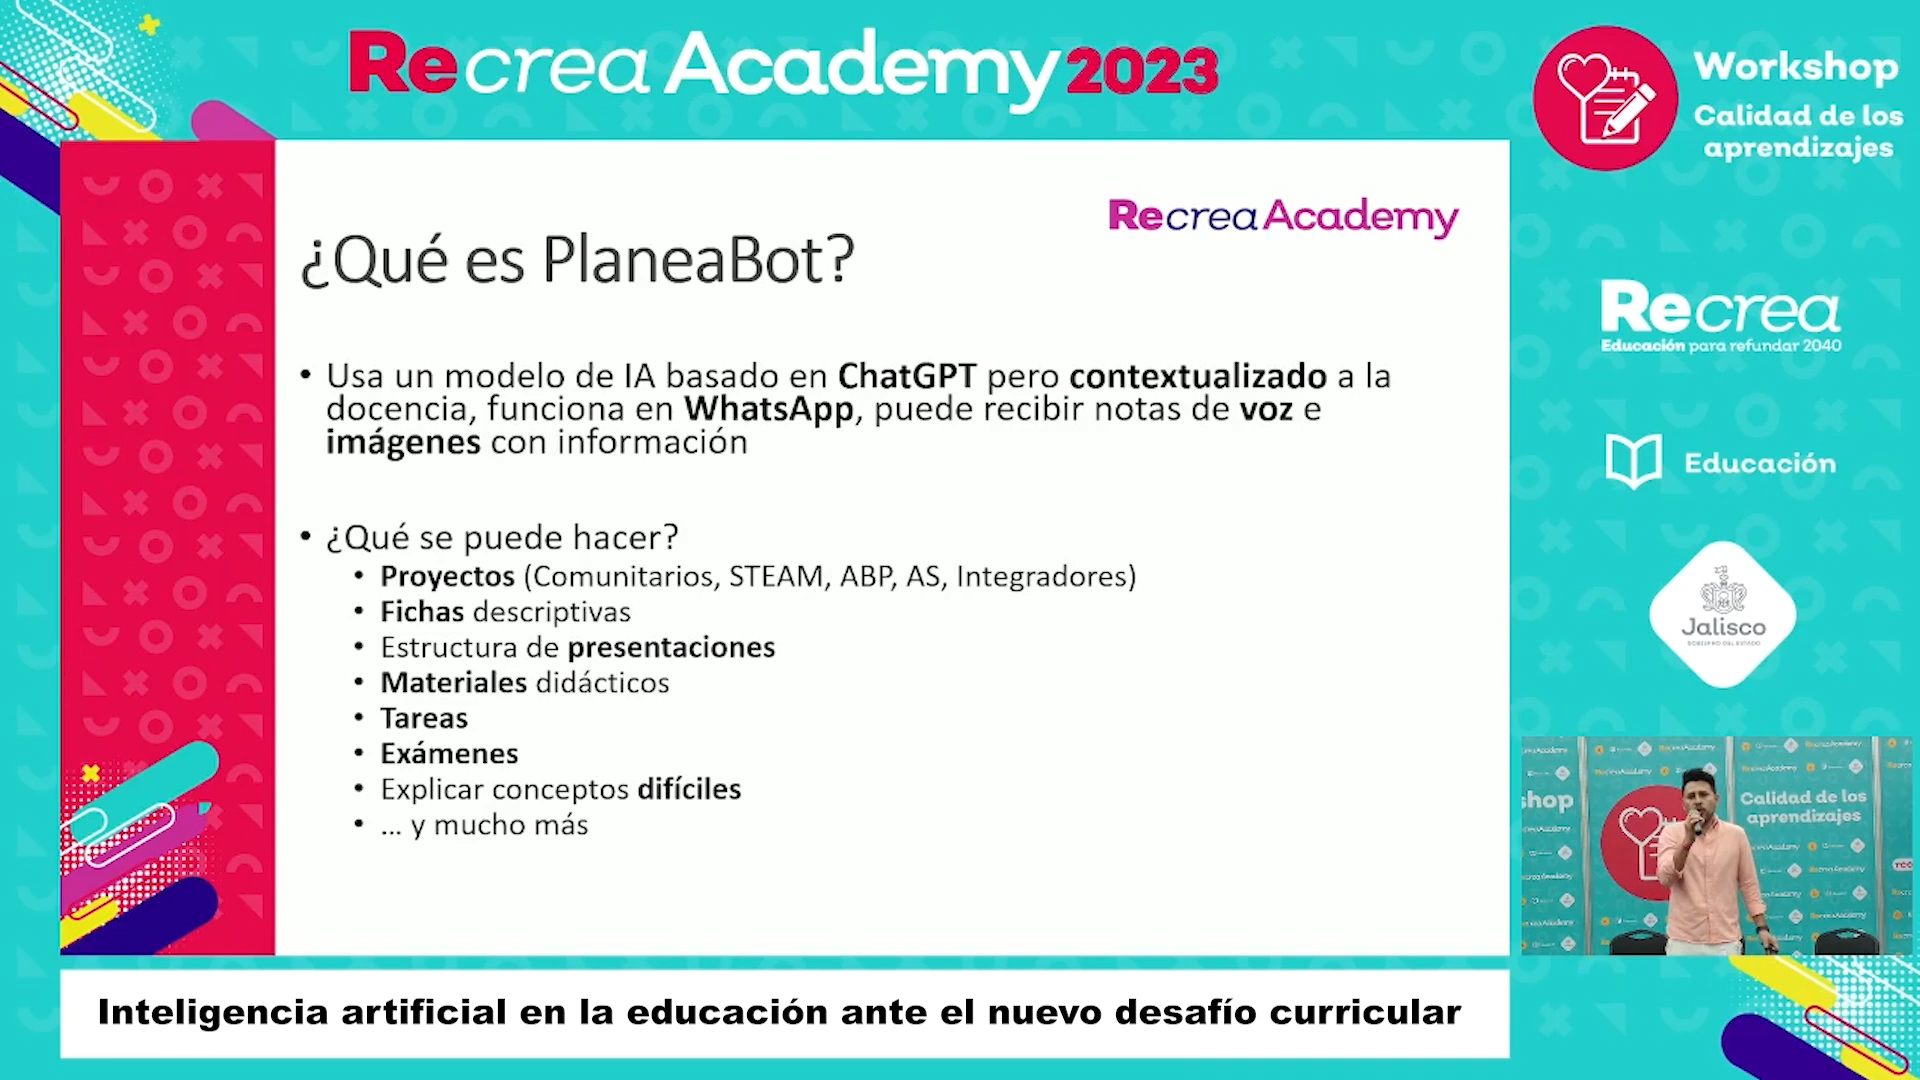 Recrea Academy 2023
Workshop
Calidad de los
aprendizajes
Recrea Academy
¿Qué es PlaneaBot?
• Usa un modelo de IA basado en ChatGPT pero contextualizado a la
docencia, funciona en WhatsApp, puede recibir notas de voz e
imágenes con información
• ¿Qué se puede hacer?
• Proyectos (Comunitarios, STEAM, ABP, AS, Integradores)
• Fichas descriptivas
• Estructura de presentaciones
• Materiales didácticos
• Tareas
• Exámenes
• Explicar conceptos difíciles
• ... y mucho más
Recrea
Educación para refundar 2040
Educación
Jalisco
GOBIERNO DEL ESTADO
shop
Calidad de los
aprendizajes
Inteligencia artificial en la educación ante el nuevo desafío curricular